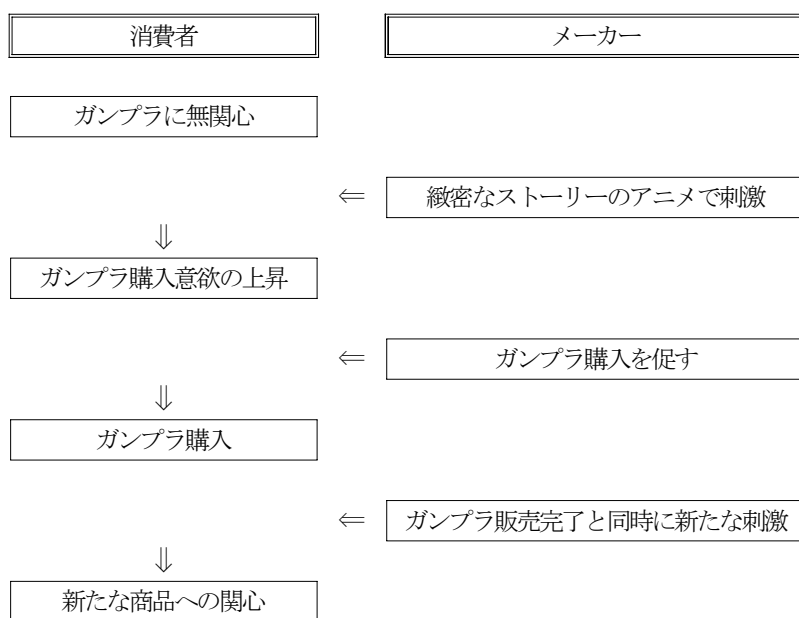 消費者
メーカー
ガンプラに無関心
⇐ 緻密なストーリーのアニメで刺激
⇓
ガンプラ購入意欲の上昇
⇐ ガンプラ購入を促す
⇓
ガンプラ購入
⇐ ガンプラ販売完了と同時に新たな刺激
⇓
新たな商品への関心